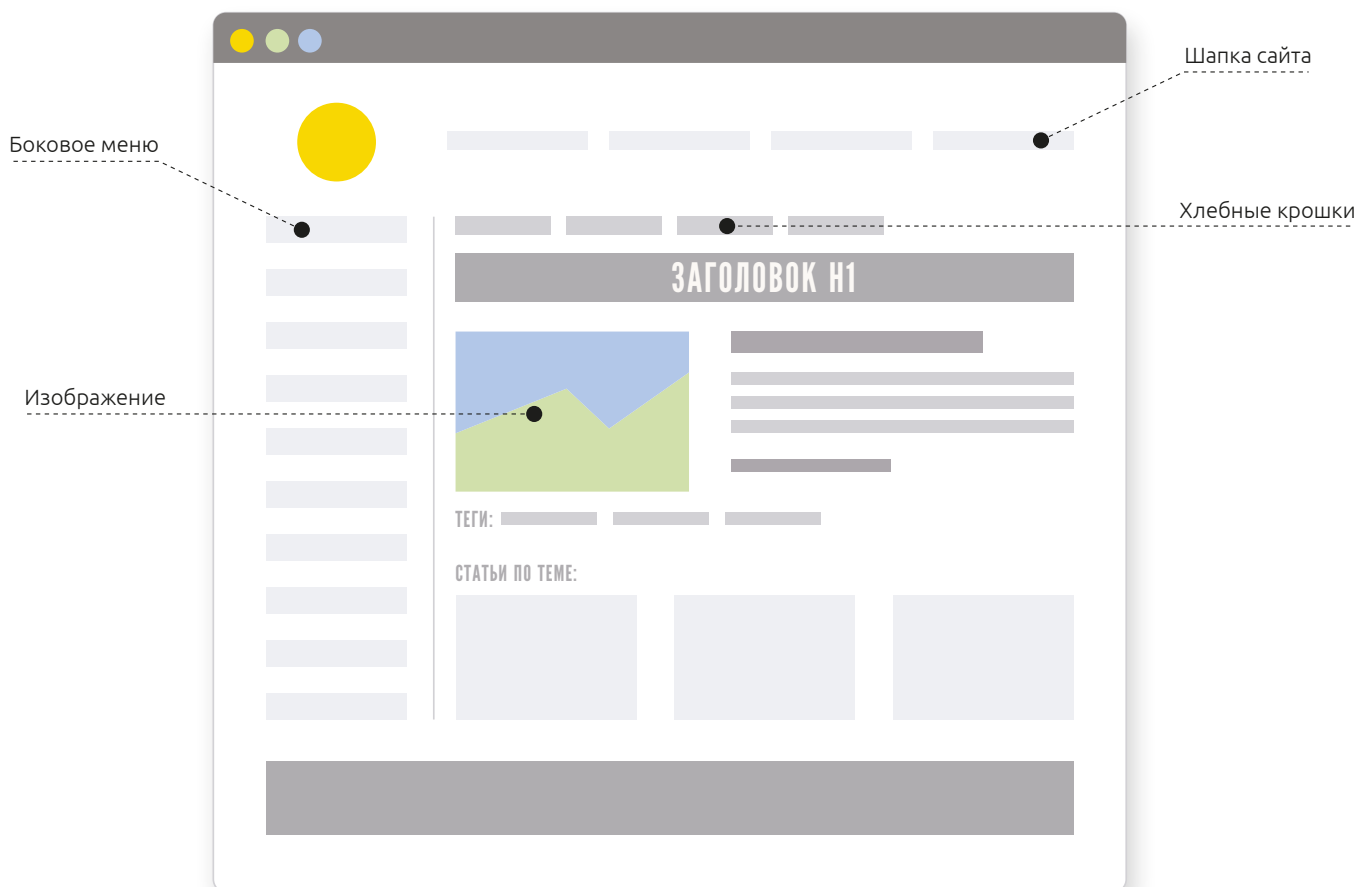 Шапка сайта
Боковое меню
Хлебные крошки
ЗАГОЛОВОК H1
Изображение
ТЕГИ:
СТАТЬИ ПО ТЕМЕ: